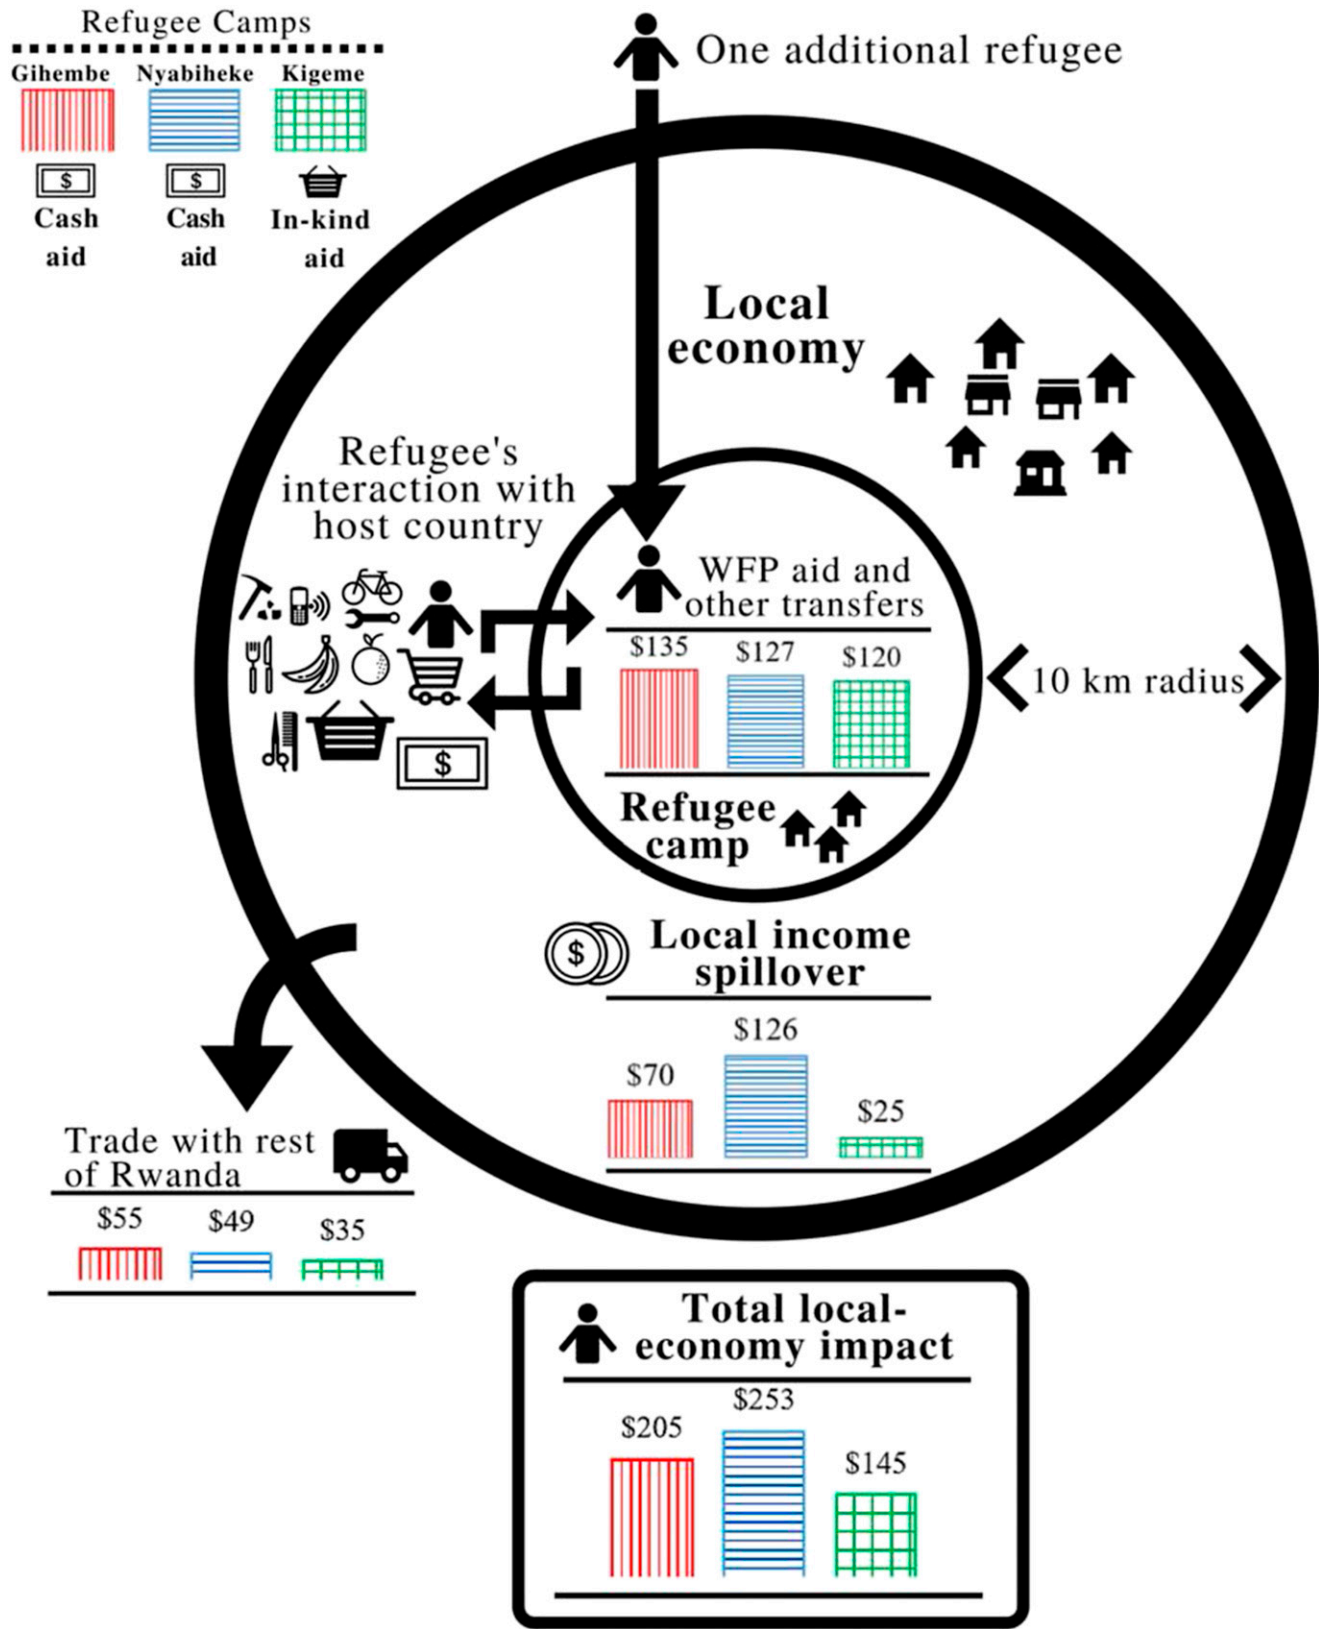 Refugee Camps
Gihembe Nyabiheke Kigeme
$ $
Cash Cash In-kind
aid aid aid
One additional refugee
Local
economy
Refugee's
interaction with
host country
$
WFP aid and
other transfers
$135 $127 $120
Refugee
camp
10 km radius
$
Local income
spillover
$70 $126 $25
Trade with rest
of Rwanda
$55 $49 $35
Total local-
economy impact
$205 $253 $145